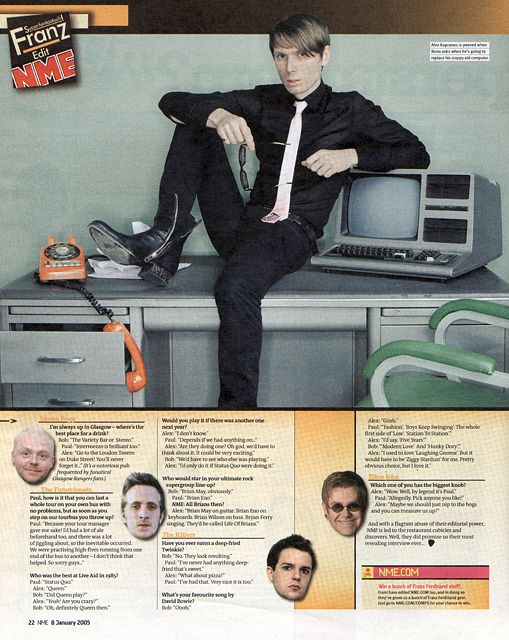 Superfantastisch!
Franz
Edit
NME
Alex Kapranos is peeved when
Bono asks when he's going to
replace his crappy old computer
I'm always up in Glasgow – where's the
best place for a drink?
Bob: "The Variety Bar or Stereo."
Paul: "Intermezzo is brilliant too."
Alex: "Go to the Louden Tavern
on Duke Street! You'll never
forget it..." (It's a notorious pub
frequented by fanatical
Glasgow Rangers fans.)
The Futureheads
Paul, how is it that you can last a
whole tour on your own bus with
no problems, but as soon as you
step on our tourbus you throw up?
Paul: "Because your tour manager
gave me sake! I'd had a lot of ale
beforehand too, and there was a lot
of jiggling about, so the inevitable occurred.
We were practising high-fives running from one
end of the bus to another – I don't think that
helped. So sorry guys..."
Who was the best at Live Aid in 1985?
Paul: "Status Quo."
Alex: "Queen."
Bob: "Did Queen play?"
Alex: "Yeah! Are you crazy?"
Bob: "Oh, definitely Queen then."
Would you play it if there was another one
next year?
Alex: "I don't know."
Paul: "Depends if we had anything on..."
Alex: "Are they doing one? Oh god, we'd have to
think about it. It could be very exciting."
Bob: "We'd have to see who else was playing."
Alex: "I'd only do it if Status Quo were doing it."
Who would star in your ultimate rock
supergroup line-up?
Bob: "Brian May, obviously."
Paul: "Brian Eno."
NME: All Brians then?
Alex: "Brian May on guitar. Brian Eno on
keyboards. Brian Wilson on bass. Bryan Ferry
singing. They'd be called Life Of Brians."
The Killers
Have you ever eaten a deep-fried
Twinkie?
Bob: "No. They look revolting."
Paul: "I've never had anything deep-
fried that's sweet."
Alex: "What about pizza?"
Paul: "I've had that. Very nice it is too."
What's your favourite song by
David Bowie?
Bob: "Oooh."
Alex: "Gosh."
Paul: "'Fashion'. 'Boys Keep Swinging'. The whole
first side of 'Low'. 'Station To Station'."
Alex: "I'd say, 'Five Years'."
Bob: "'Modern Love'. And 'Hunky Dory'."
Alex: "I used to love 'Laughing Gnome'. But it
would have to be 'Ziggy Stardust' for me. Pretty
obvious choice, but I love it."
Elton John
Which one of you has the biggest knob?
Alex: "Wow. Well, by legend it's Paul."
Paul: "Allegedly. Pick anyone you like!"
Alex: "Maybe we should just nip to the bogs
and you can measure us up!"
And with a flagrant abuse of their editorial power,
NME is led to the restaurant cubicles and
discovers. Well, they did promise us their most
revealing interview ever...
NME.COM
Win a bunch of Franz Ferdinand stuff.
Franz have edited NME.COM too, and in doing so
they've given us a bunch of Franz Ferdinand gear.
Just go to NME.COM/COMPS for your chance to win.
22 NME 8 January 2005